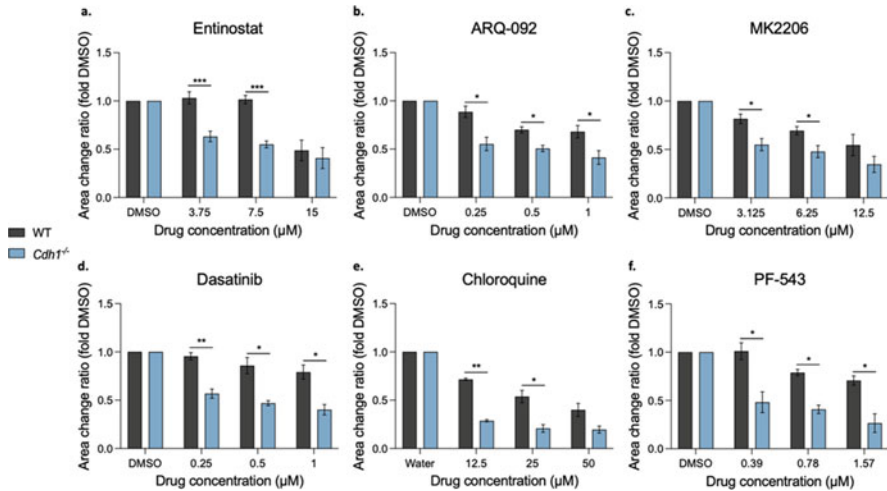 a.
Entinostat
Area change ratio (fold DMSO)
1.5
1.0
0.5
0.0
*** ***
DMSO 3.75 7.5 15
Drug concentration (µM)
b.
ARQ-092
Area change ratio (fold DMSO)
1.5
1.0
0.5
0.0
* * *
DMSO 0.25 0.5 1
Drug concentration (µM)
c.
MK2206
Area change ratio (fold DMSO)
1.5
1.0
0.5
0.0
* *
DMSO 3.125 6.25 12.5
Drug concentration (µM)
WT
Cdh1-/-
d.
Dasatinib
Area change ratio (fold DMSO)
1.5
1.0
0.5
0.0
** * *
DMSO 0.25 0.5 1
Drug concentration (µM)
e.
Chloroquine
Area change ratio (fold DMSO)
1.5
1.0
0.5
0.0
** *
Water 12.5 25 50
Drug concentration (µM)
f.
PF-543
Area change ratio (fold DMSO)
1.5
1.0
0.5
0.0
* * *
DMSO 0.39 0.78 1.57
Drug concentration (µM)